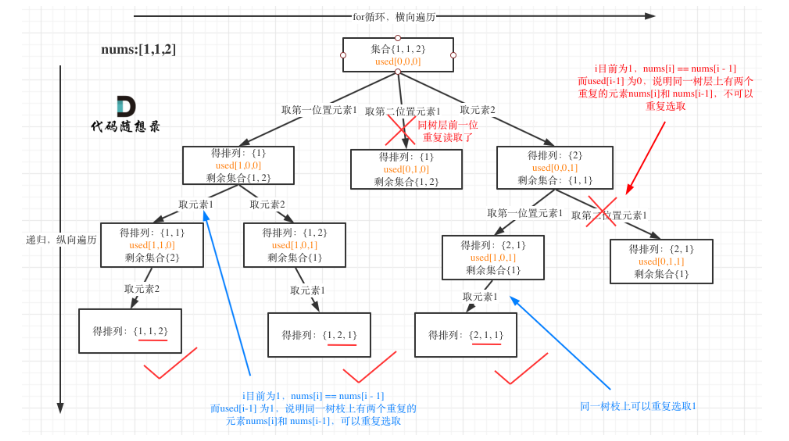 for循环，横向遍历
nums:[1,1,2]
集合{1, 1, 2}
used[0,0,0]
i目前为1，nums[i] == nums[i - 1]
而used[i-1] 为0，说明同一树层上有两个
重复的元素nums[i]和 nums[i-1]，不可以
重复选取
代码随想录
取第一位置元素1
取第二位置元素1
取元素2
同树层前一位
重复读取了
得排列：{1}
used[1,0,0]
剩余集合{1,2}
得排列：{1}
used[0,1,0]
剩余集合{1,2}
得排列：{2}
used[0,0,1]
剩余集合：{1,1}
取元素1
取元素2
取第一位置元素1
取第二位置元素1
递归，纵向遍历
得排列：{1, 1}
used[1,1,0]
剩余集合{2}
得排列：{1, 2}
used[1,0,1]
剩余集合{1}
得排列：{2,1}
used[1,0,1]
剩余集合{1}
得排列：{2,1}
used[0,1,1]
剩余集合{1}
取元素2
取元素1
取元素1
得排列：{1, 1, 2}
得排列：{1, 2, 1}
得排列：{2, 1, 1}
i目前为1，nums[i] == nums[i - 1]
而used[i-1] 为1，说明同一树枝上有两个重复的
元素nums[i]和 nums[i-1]，可以重复选取
同一树枝上可以重复选取1